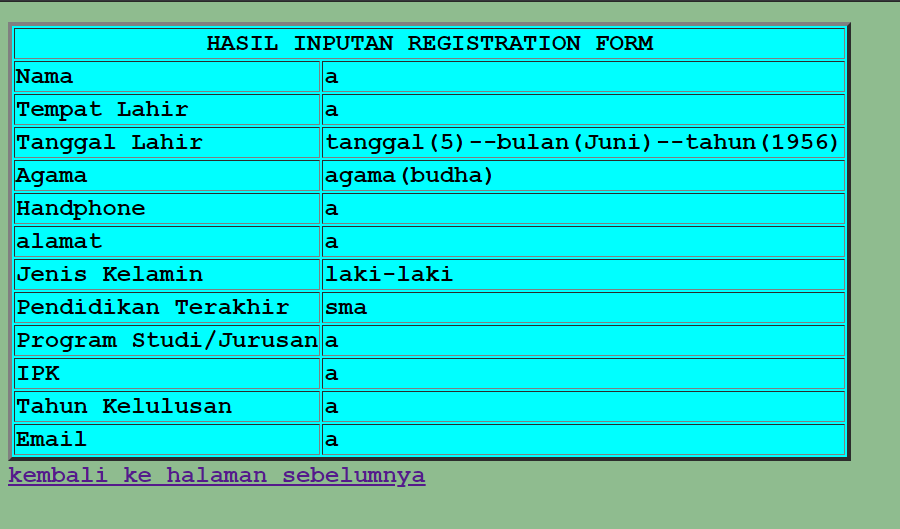 HASIL INPUTAN REGISTRATION FORM
Nama a
Tempat Lahir a
Tanggal Lahir tanggal(5)--bulan(Juni)--tahun(1956)
Agama agama(budha)
Handphone a
alamat a
Jenis Kelamin laki-laki
Pendidikan Terakhir sma
Program Studi/Jurusan a
IPK a
Tahun Kelulusan a
Email a
kembali ke halaman sebelumnya